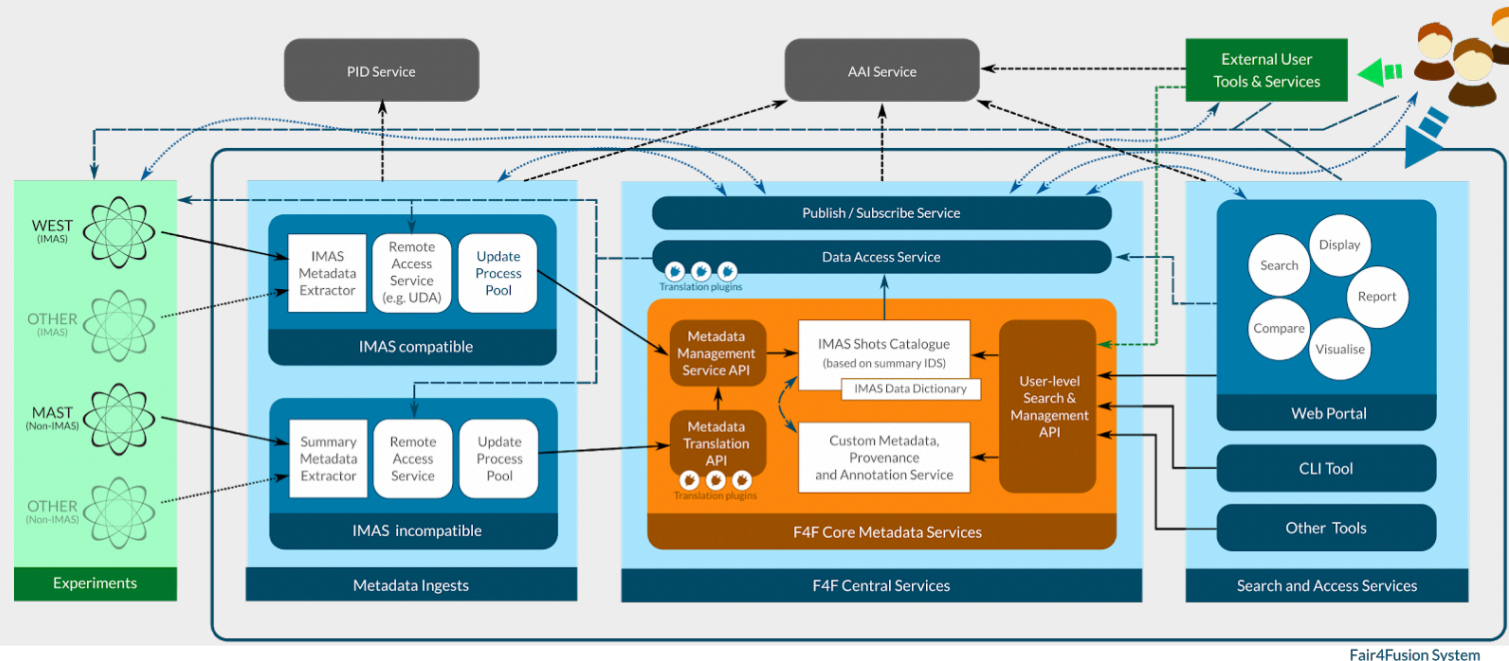 PID Service
AAI Service
External User
Tools & Services
WEST
(IMAS)
OTHER
(IMAS)
MAST
(Non-IMAS)
OTHER
(Non-IMAS)
Experiments
IMAS
Metadata
Extractor
Remote
Access
Service
(e.g. UDA)
Update
Process
Pool
IMAS compatible
Summary
Metadata
Extractor
Remote
Access
Service
Update
Process
Pool
IMAS incompatible
Metadata Ingests
Publish / Subscribe Service
Data Access Service
Translation plugins
Metadata
Management
Service API
Metadata
Translation
API
Translation plugins
IMAS Shots Catalogue
(based on summary IDS)
IMAS Data Dictionary
Custom Metadata,
Provenance
and Annotation Service
User-level
Search &
Management
API
F4F Core Metadata Services
F4F Central Services
Search
Display
Report
Compare
Visualise
Web Portal
CLI Tool
Other Tools
Search and Access Services
Fair4Fusion System